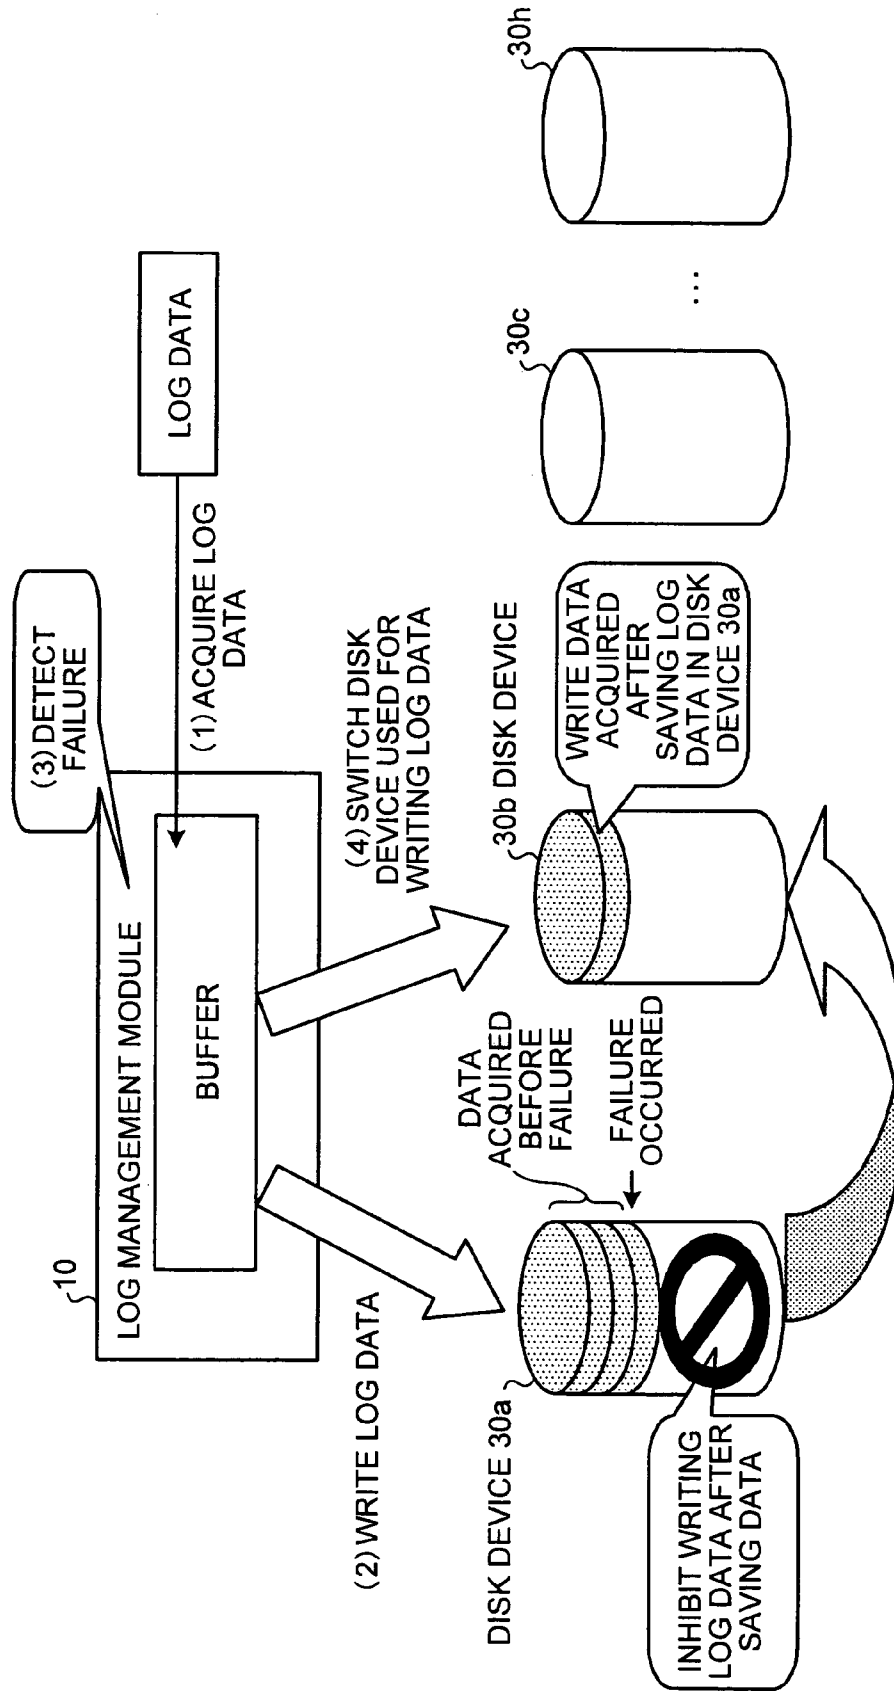 10
LOG MANAGEMENT MODULE
BUFFER
(3) DETECT
FAILURE
LOG DATA
(1) ACQUIRE LOG
DATA
(2) WRITE LOG DATA
(4) SWITCH DISK
DEVICE USED FOR
WRITING LOG DATA
DISK DEVICE 30a
DATA
ACQUIRED
BEFORE
FAILURE
FAILURE
OCCURRED
30b DISK DEVICE
WRITE DATA
ACQUIRED
AFTER
SAVING LOG
DATA IN DISK
DEVICE 30a
30c
...
30h
INHIBIT WRITING
LOG DATA AFTER
SAVING DATA